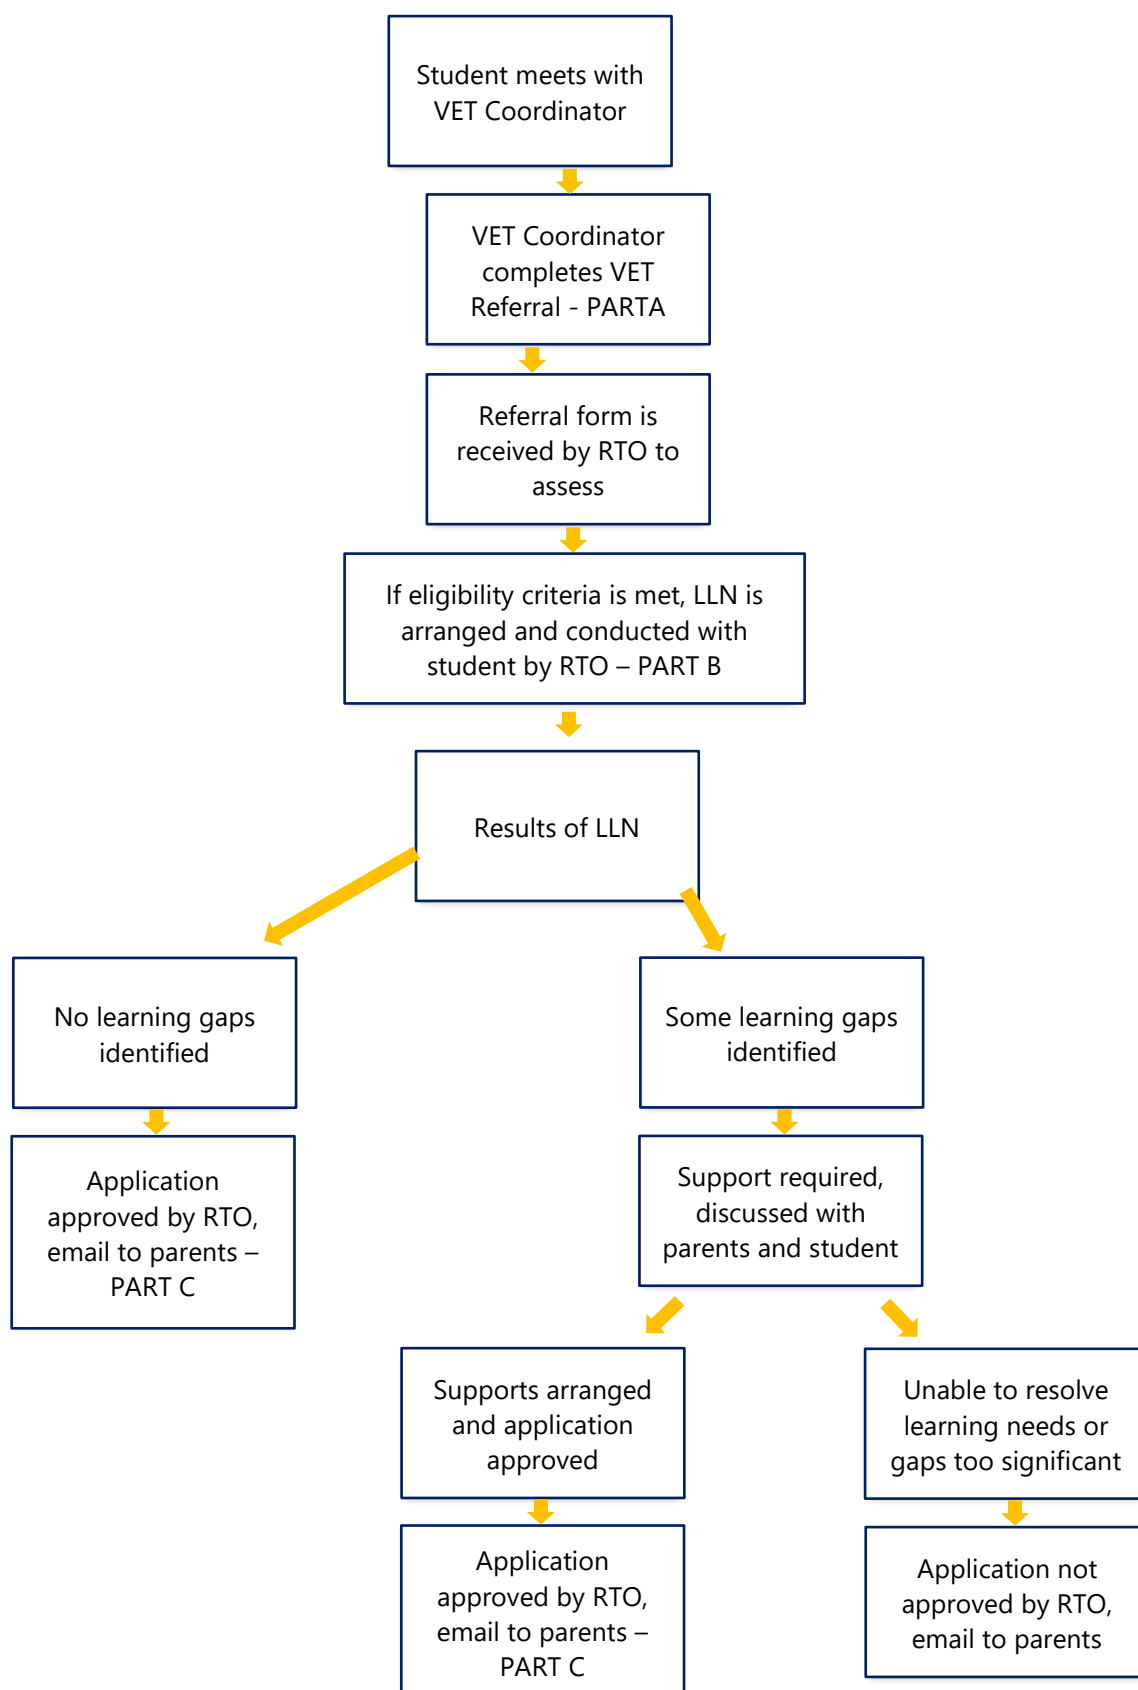 Student meets with
VET Coordinator
VET Coordinator
completes VET
Referral - PARTA
Referral form is
received by RTO to
assess
If eligibility criteria is met, LLN is
arranged and conducted with
student by RTO – PART B
Results of LLN
No learning gaps
identified
Some learning gaps
identified
Application
approved by RTO,
email to parents –
PART C
Support required,
discussed with
parents and student
Supports arranged
and application
approved
Unable to resolve
learning needs or
gaps too significant
Application
approved by RTO,
email to parents –
PART C
Application not
approved by RTO,
email to parents